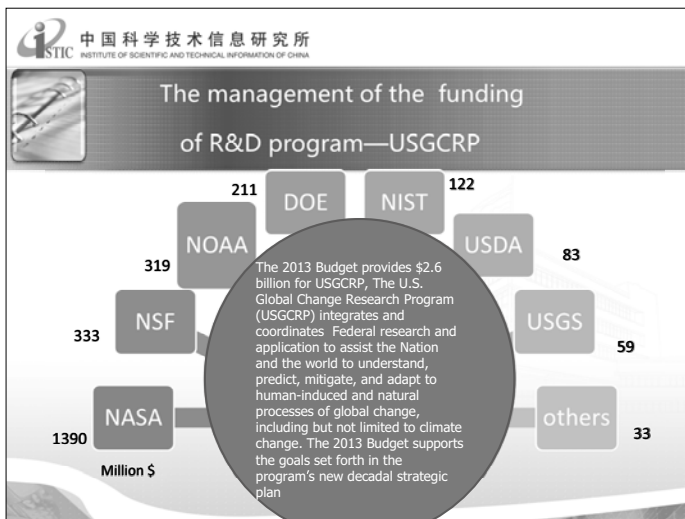 iSTIC 中国科学技术信息研究所
INSTITUTE OF SCIENTIFIC AND TECHNICAL INFORMATION OF CHINA
The management of the funding
of R&D program—USGCRP
211 DOE NIST 122
NOAA USDA
319 83
NSF USGS
333 59
NASA others
1390 33
Million $
The 2013 Budget provides $2.6
billion for USGCRP, The U.S.
Global Change Research Program
(USGCRP) integrates and
coordinates Federal research and
application to assist the Nation
and the world to understand,
predict, mitigate, and adapt to
human-induced and natural
processes of global change,
including but not limited to climate
change. The 2013 Budget supports
the goals set forth in the
program's new decadal strategic
plan